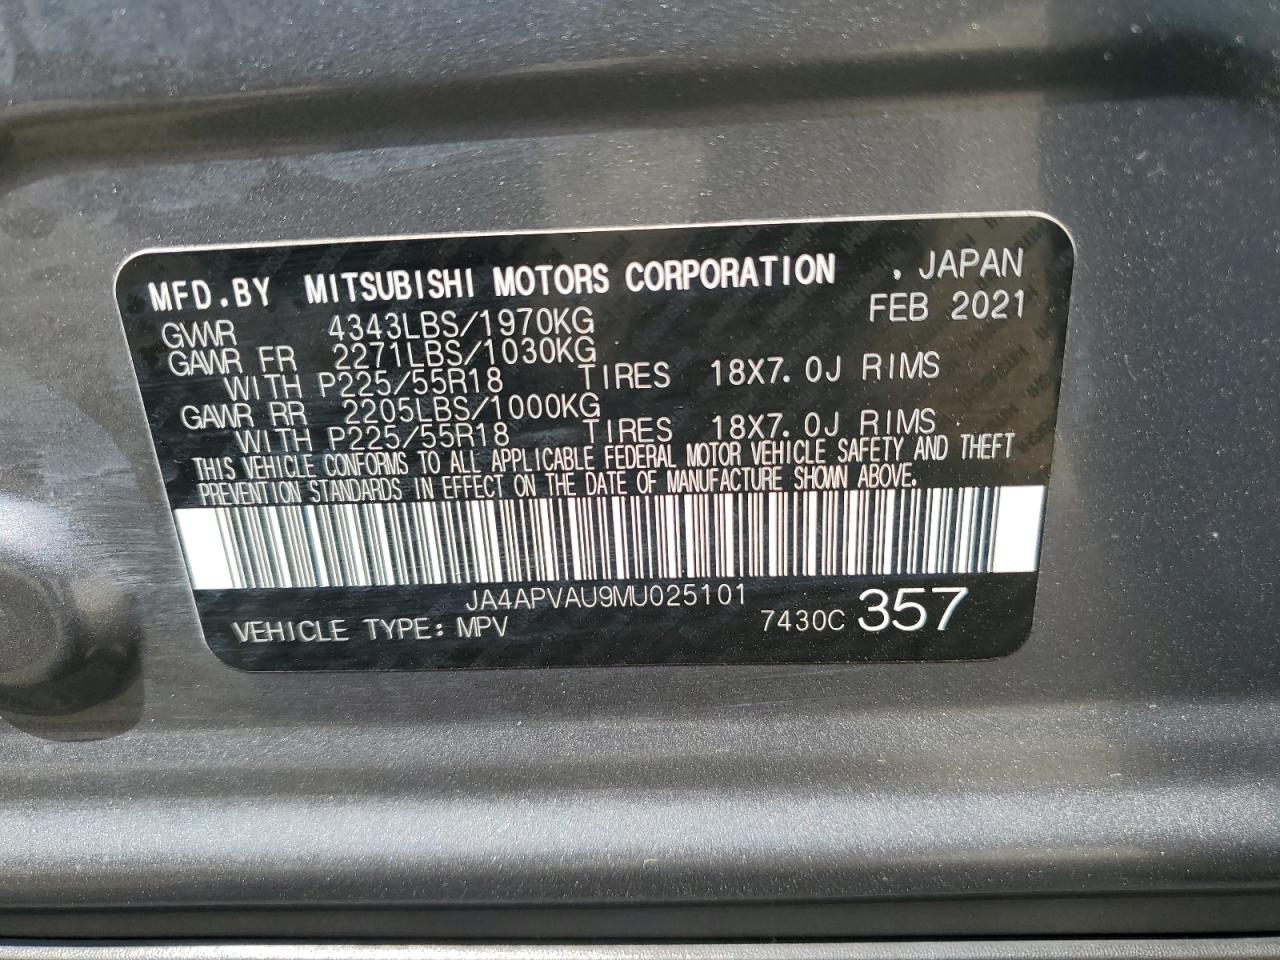 MFD.BY MITSUBISHI MOTORS CORPORATION , JAPAN
GVWR 4343LBS/1970KG FEB 2021
GAWR FR 2271LBS/1030KG
WITH P225/55R18 TIRES 18X7.0J RIMS
GAWR RR 2205LBS/1000KG
WITH P225/55R18 TIRES 18X7.0J RIMS
THIS VEHICLE CONFORMS TO ALL APPLICABLE FEDERAL MOTOR VEHICLE SAFETY AND THEFT
PREVENTION STANDARDS IN EFFECT ON THE DATE OF MANUFACTURE SHOWN ABOVE.
JA4APVAU9MU025101
VEHICLE TYPE: MPV 7430C 357